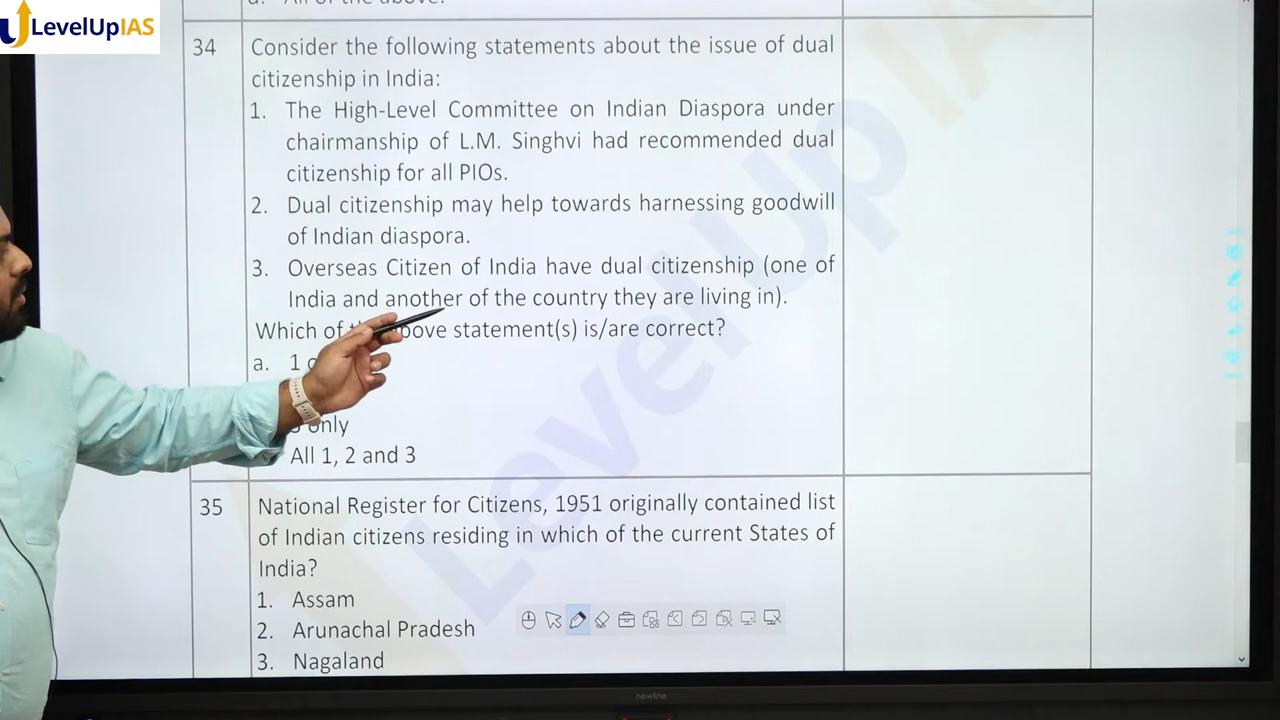 LevelUpIAS
34 Consider the following statements about the issue of dual
citizenship in India:
1. The High-Level Committee on Indian Diaspora under
chairmanship of L.M. Singhvi had recommended dual
citizenship for all PIOs.
2. Dual citizenship may help towards harnessing goodwill
of Indian diaspora.
3. Overseas Citizen of India have dual citizenship (one of
India and another of the country they are living in).
Which of above statement(s) is/are correct?
a. 1
only
All 1, 2 and 3
35 National Register for Citizens, 1951 originally contained list
of Indian citizens residing in which of the current States of
India?
1. Assam
2. Arunachal Pradesh
3. Nagaland
LevelUpIAS
newline